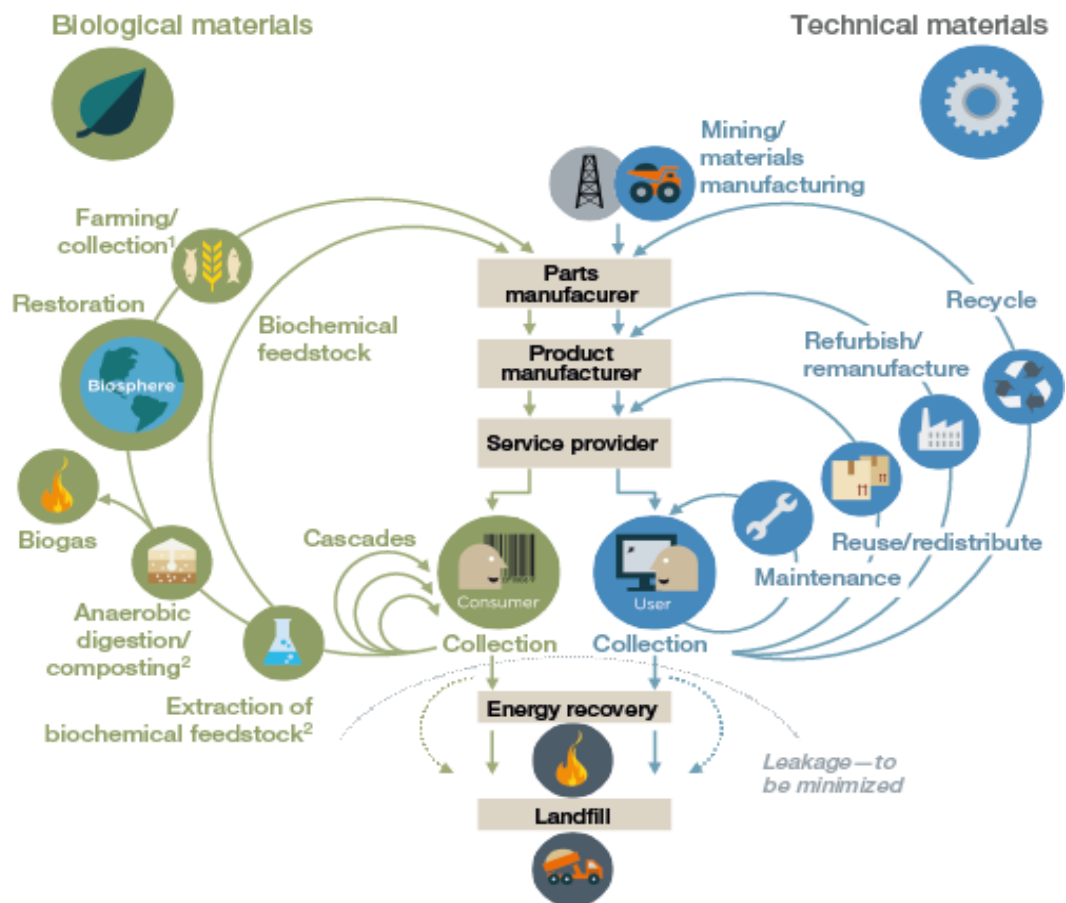 Biological materials
Technical materials
Mining/
materials
manufacturing
Farming/
collection¹
Restoration
Biosphere
Biochemical
feedstock
Parts
manufacurer
Recycle
Product
manufacturer
Refurbish/
remanufacture
Service provider
Biogas
Cascades
Consumer
User
Reuse/redistribute
Maintenance
Anaerobic
digestion/
composting²
Collection
Collection
Extraction of
biochemical feedstock²
Energy recovery
Leakage—to
be minimized
Landfill